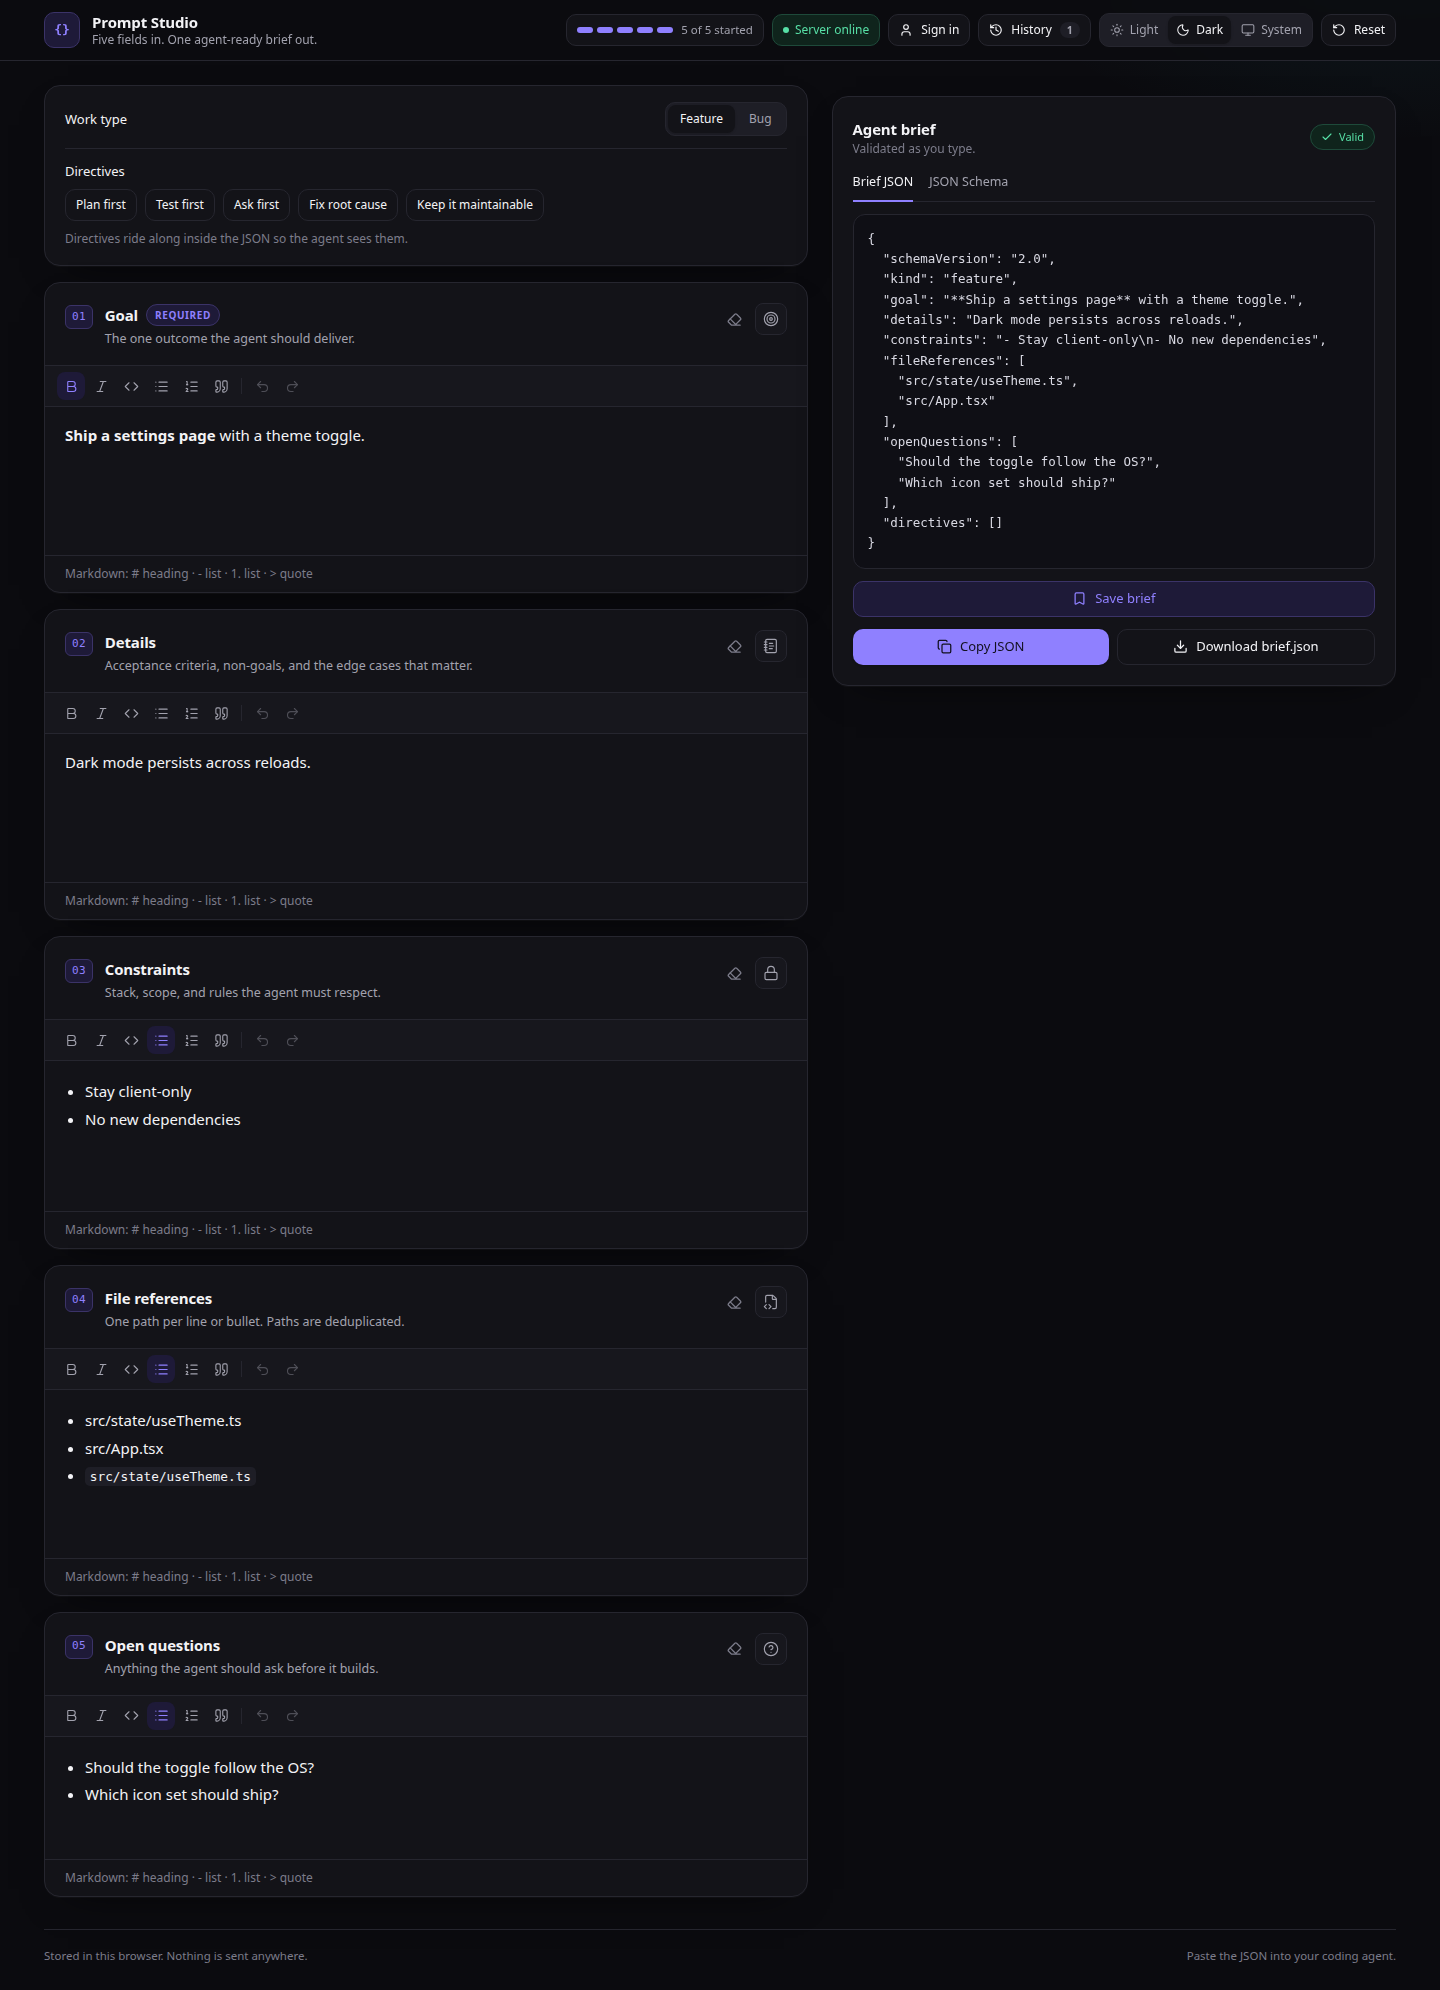 {} Prompt Studio
Five fields in. One agent-ready brief out.
5 of 5 started
Server online
Sign in
History 1
Light Dark System
Reset
Work type
Feature Bug
Directives
Plan first Test first Ask first Fix root cause Keep it maintainable
Directives ride along inside the JSON so the agent sees them.
01 Goal REQUIRED
The one outcome the agent should deliver.
B I
Ship a settings page with a theme toggle.
Markdown: # heading · - list · 1. list · > quote
02 Details
Acceptance criteria, non-goals, and the edge cases that matter.
B I
Dark mode persists across reloads.
Markdown: # heading · - list · 1. list · > quote
03 Constraints
Stack, scope, and rules the agent must respect.
B I
• Stay client-only
• No new dependencies
Markdown: # heading · - list · 1. list · > quote
04 File references
One path per line or bullet. Paths are deduplicated.
B I
• src/state/useTheme.ts
• src/App.tsx
• src/state/useTheme.ts
Markdown: # heading · - list · 1. list · > quote
05 Open questions
Anything the agent should ask before it builds.
B I
• Should the toggle follow the OS?
• Which icon set should ship?
Markdown: # heading · - list · 1. list · > quote
Agent brief
Validated as you type.
Valid
Brief JSON JSON Schema
{
  "schemaVersion": "2.0",
  "kind": "feature",
  "goal": "**Ship a settings page** with a theme toggle.",
  "details": "Dark mode persists across reloads.",
  "constraints": "- Stay client-only\n- No new dependencies",
  "fileReferences": [
    "src/state/useTheme.ts",
    "src/App.tsx"
  ],
  "openQuestions": [
    "Should the toggle follow the OS?",
    "Which icon set should ship?"
  ],
  "directives": []
}
Save brief
Copy JSON
Download brief.json
Stored in this browser. Nothing is sent anywhere.
Paste the JSON into your coding agent.